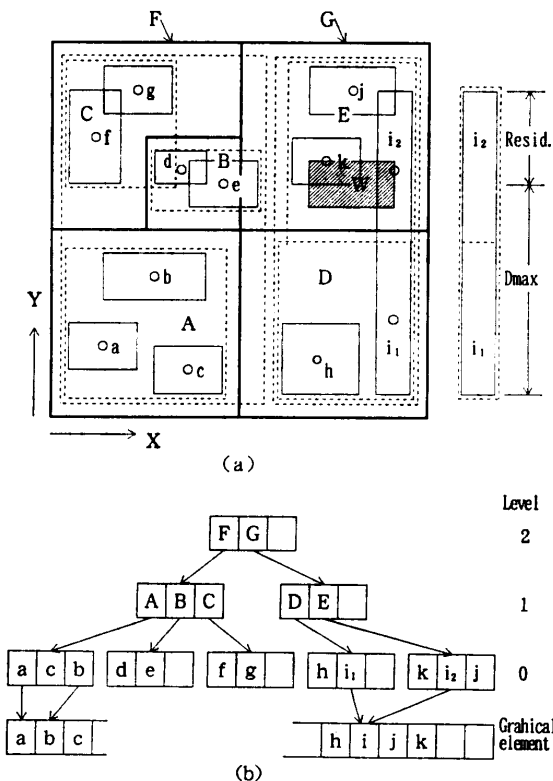 F G
g j
C E
f i₂ i₂ Resid.
d B k
e W
b D Dmax
Y A
a i₁ i₁
c h
X
(a)
Level
F G 2
A B C D E 1
a c b d e f g h i₁ k i₂ j 0
a b c h i j k Grahical
element
(b)